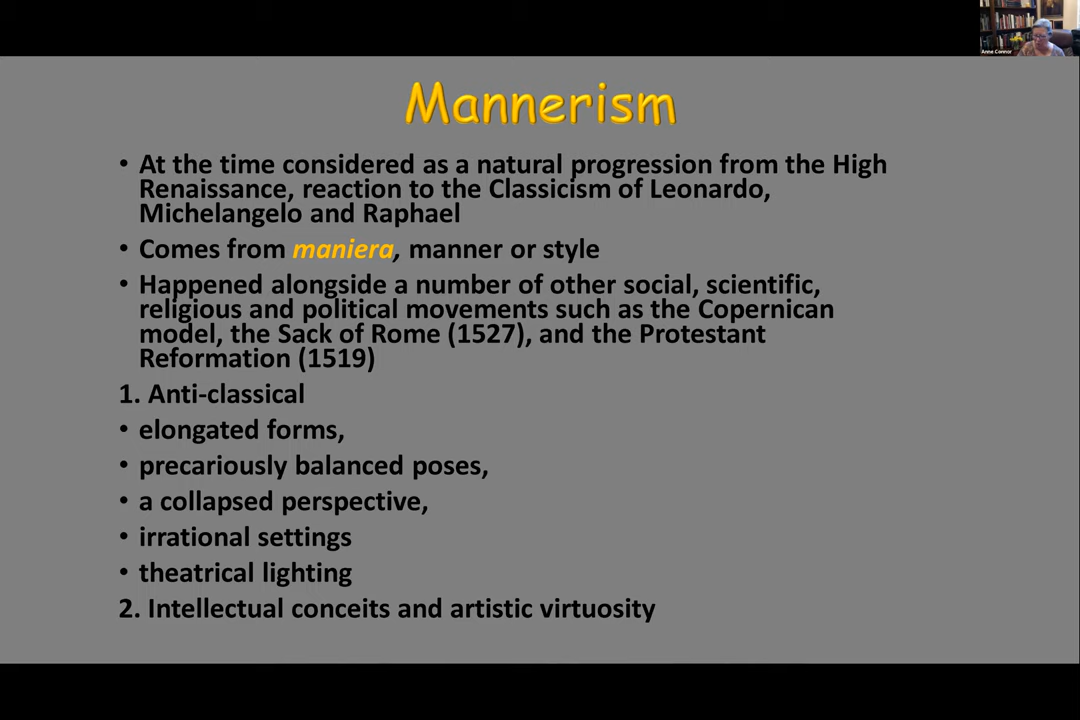 Anne Connor
Mannerism
• At the time considered as a natural progression from the High
Renaissance, reaction to the Classicism of Leonardo,
Michelangelo and Raphael
• Comes from maniera, manner or style
• Happened alongside a number of other social, scientific,
religious and political movements such as the Copernican
model, the Sack of Rome (1527), and the Protestant
Reformation (1519)
1. Anti-classical
• elongated forms,
• precariously balanced poses,
• a collapsed perspective,
• irrational settings
• theatrical lighting
2. Intellectual conceits and artistic virtuosity